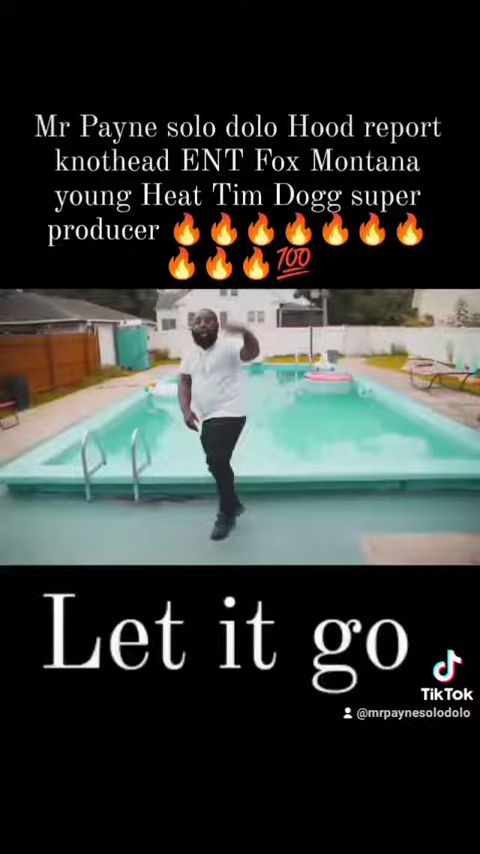 Mr Payne solo dolo Hood report
knothead ENT Fox Montana
young Heat Tim Dogg super
producer 🔥🔥🔥🔥🔥🔥🔥
🔥🔥🔥💯
Let it go
TikTok
@mrpaynesolodolo